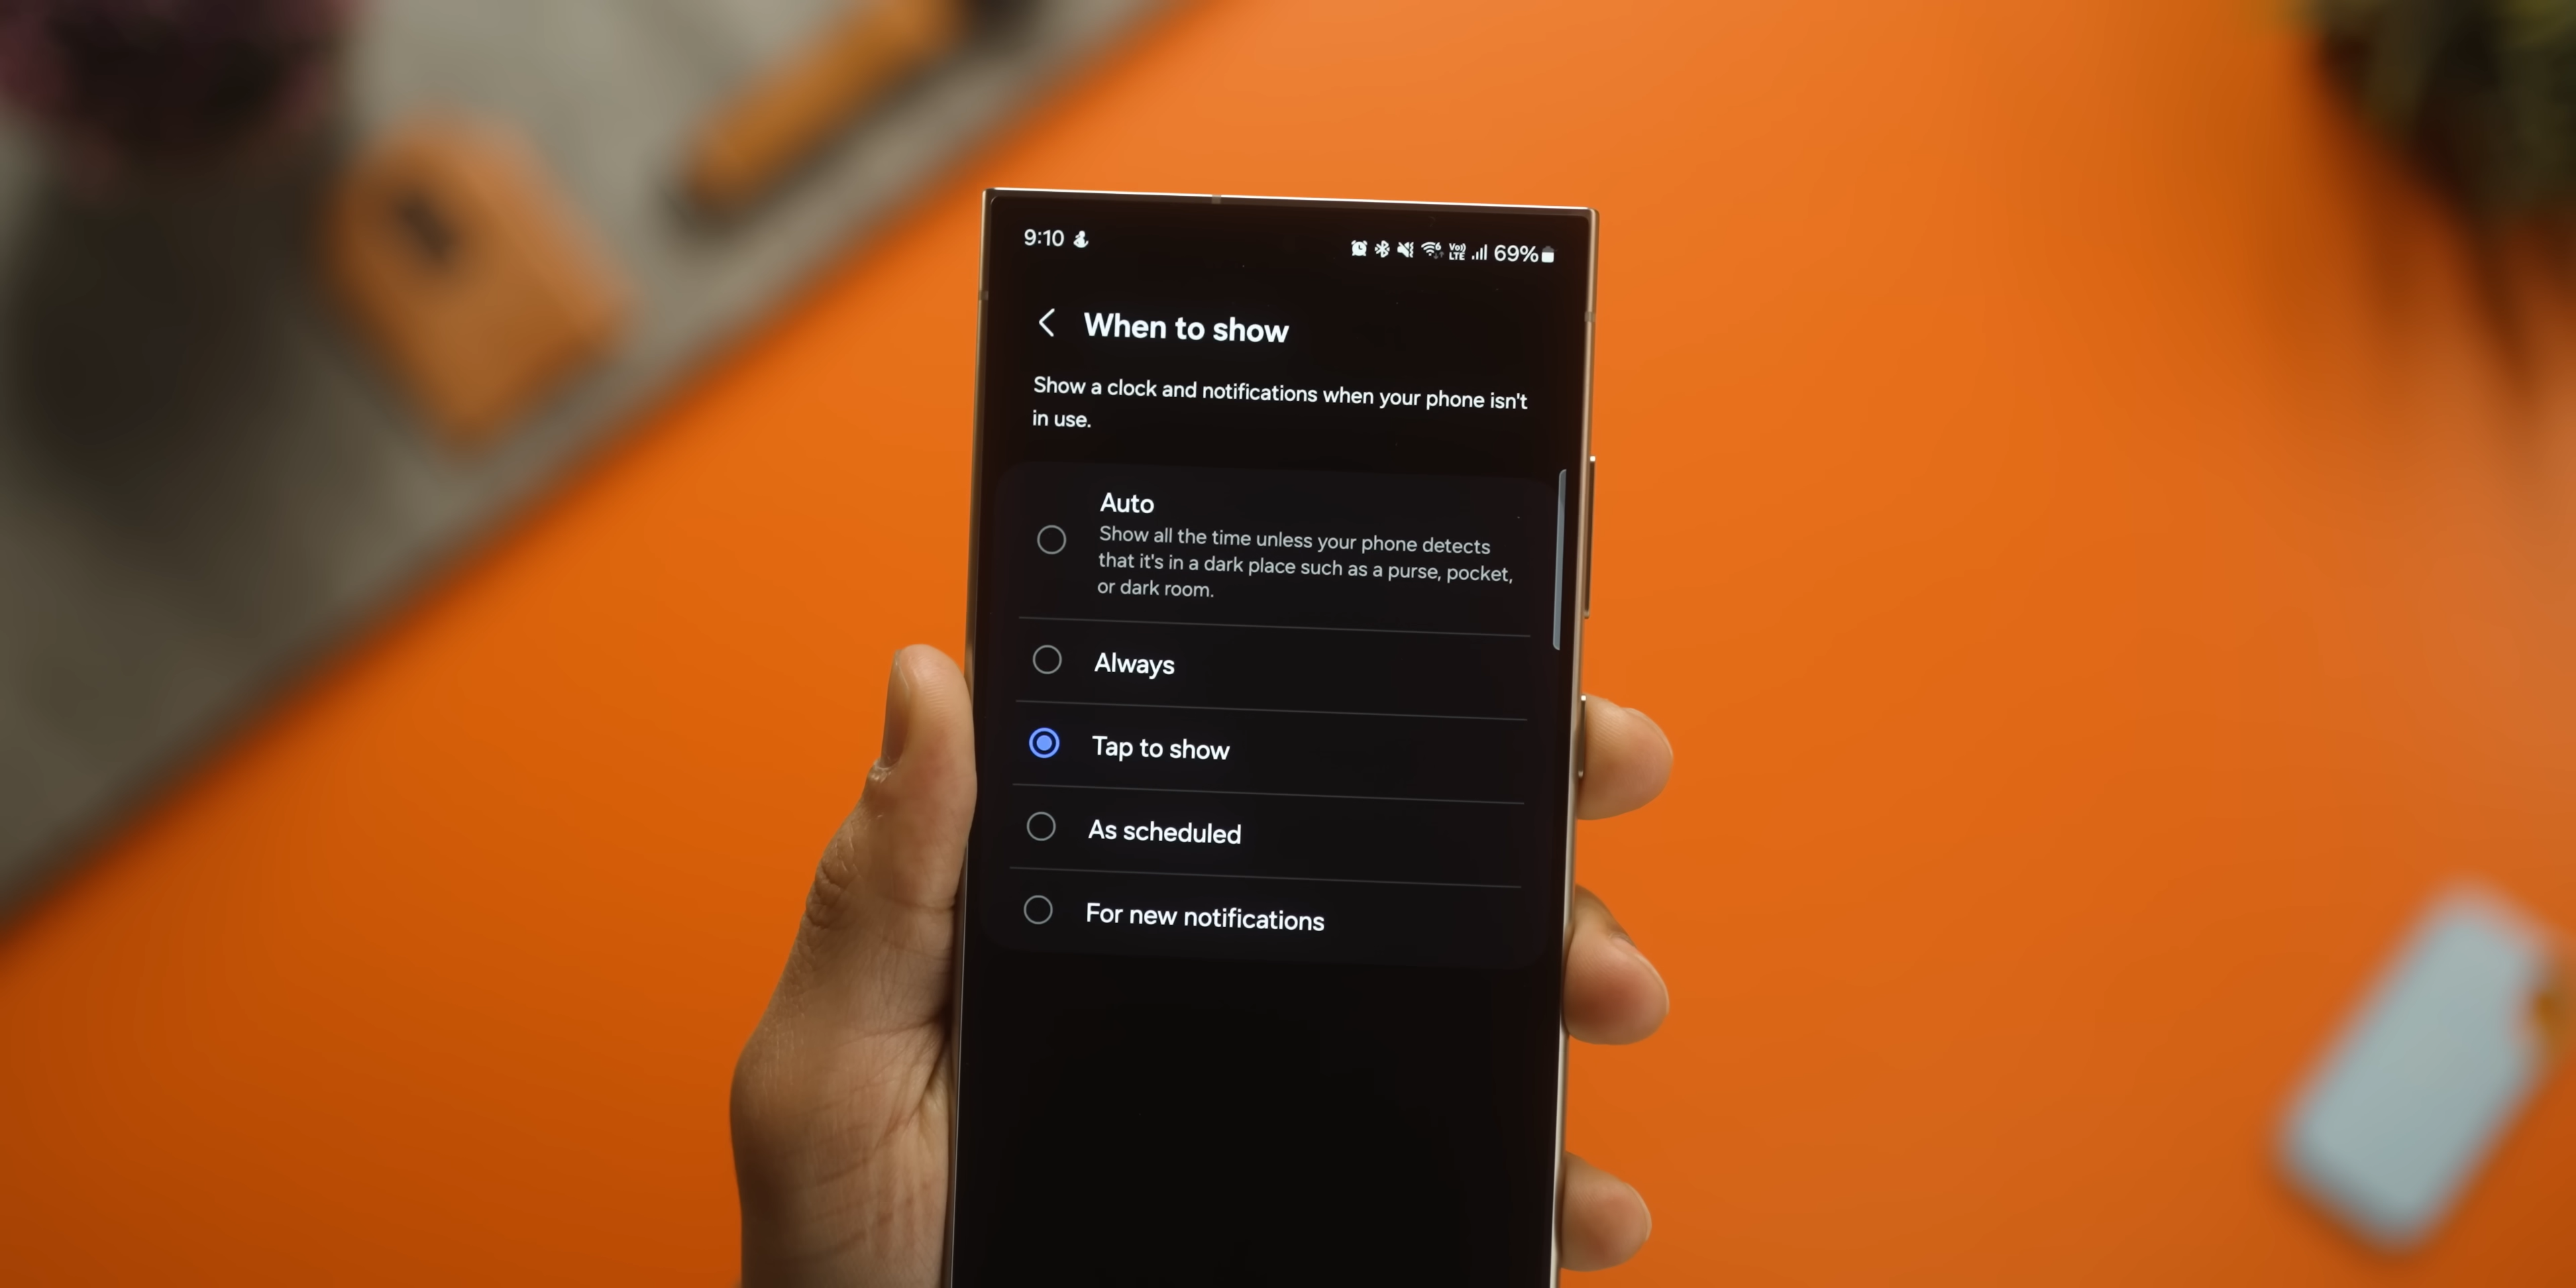 9:10
Vo)) LTE 69%
When to show
Show a clock and notifications when your phone isn't
in use.
Auto
Show all the time unless your phone detects
that it's in a dark place such as a purse, pocket,
or dark room.
Always
Tap to show
As scheduled
For new notifications